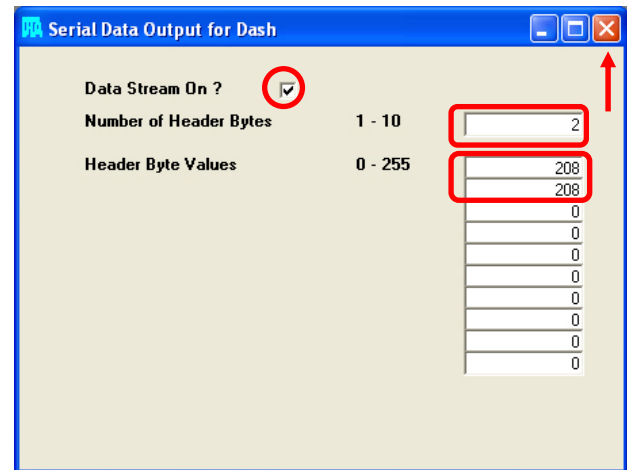 Serial Data Output for Dash
Data Stream On ?
Number of Header Bytes 1 - 10 2
Header Byte Values 0 - 255 208
208
0
0
0
0
0
0
0
0